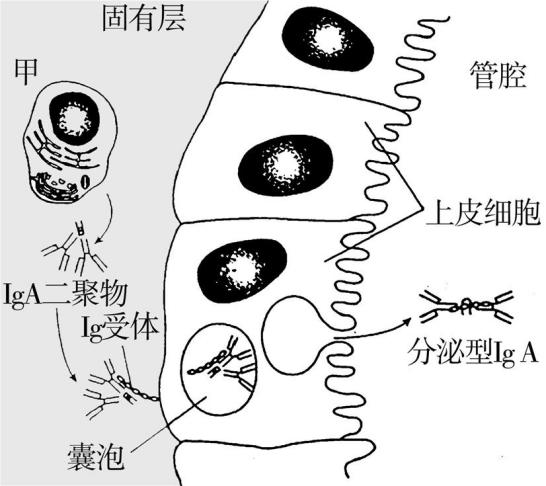 固有层
甲
管腔
上皮细胞
IgA二聚物
Ig受体
分泌型Ig A
囊泡